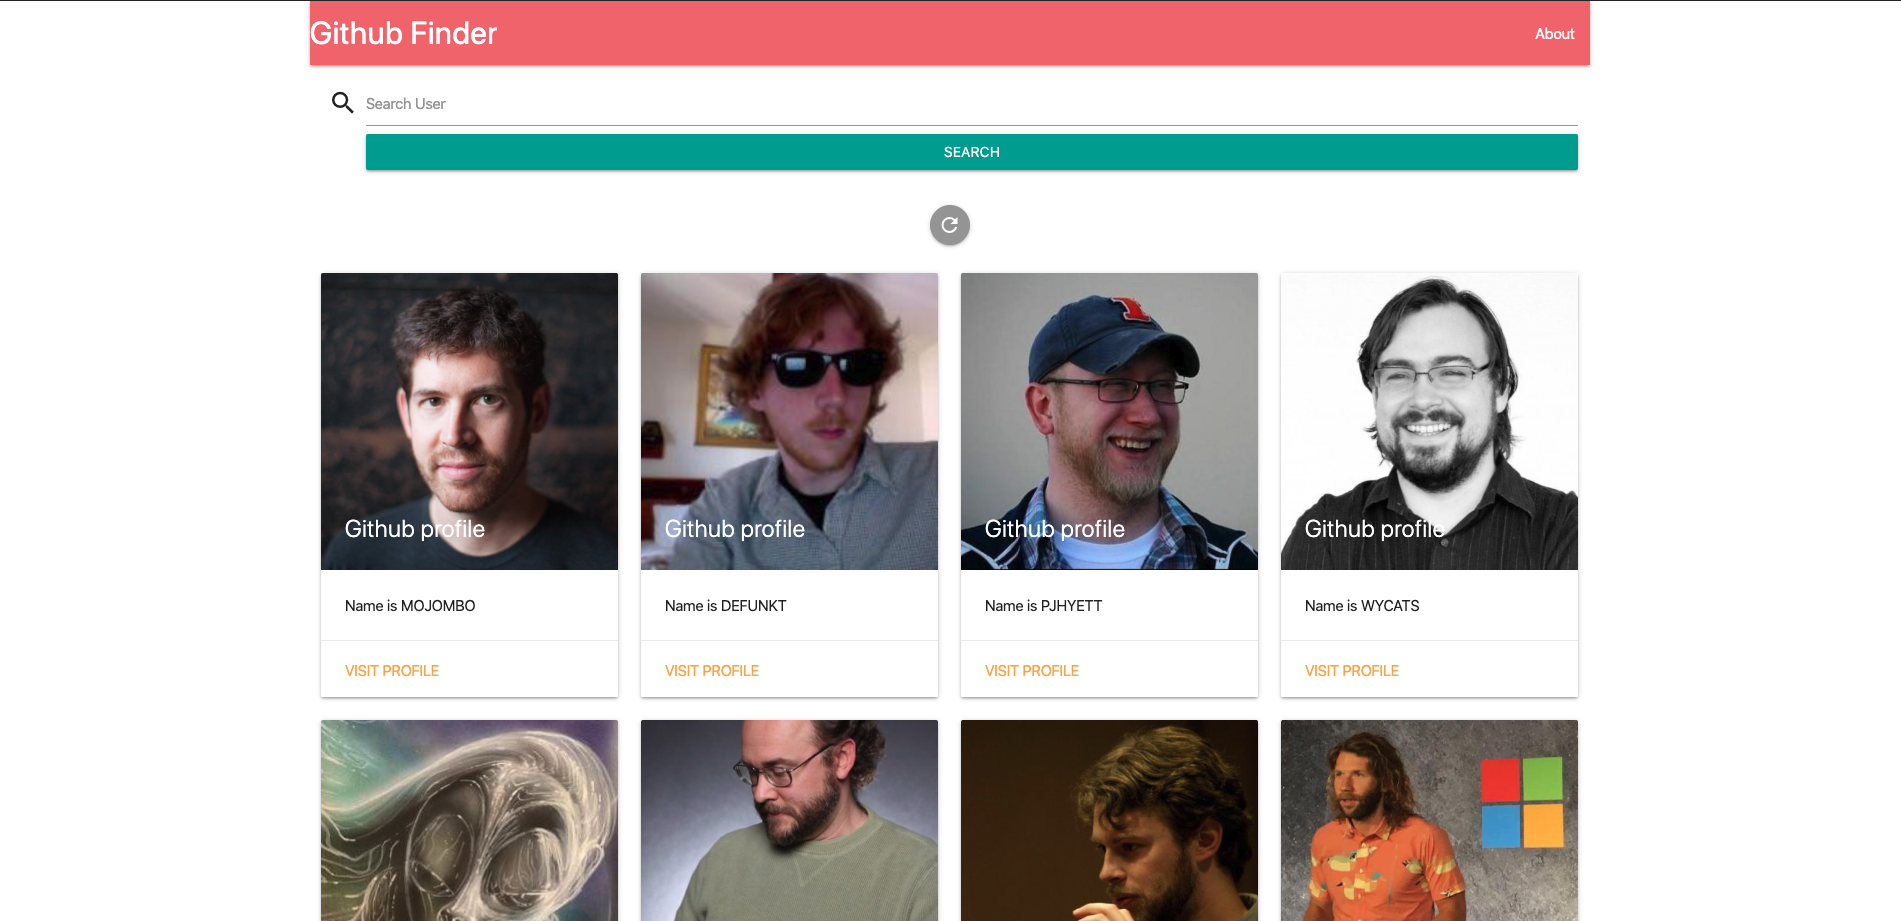 Github Finder
About
Search User
SEARCH
Github profile
Github profile
Github profile
Github profile
Name is MOJOMBO
Name is DEFUNKT
Name is PJHYETT
Name is WYCATS
VISIT PROFILE
VISIT PROFILE
VISIT PROFILE
VISIT PROFILE